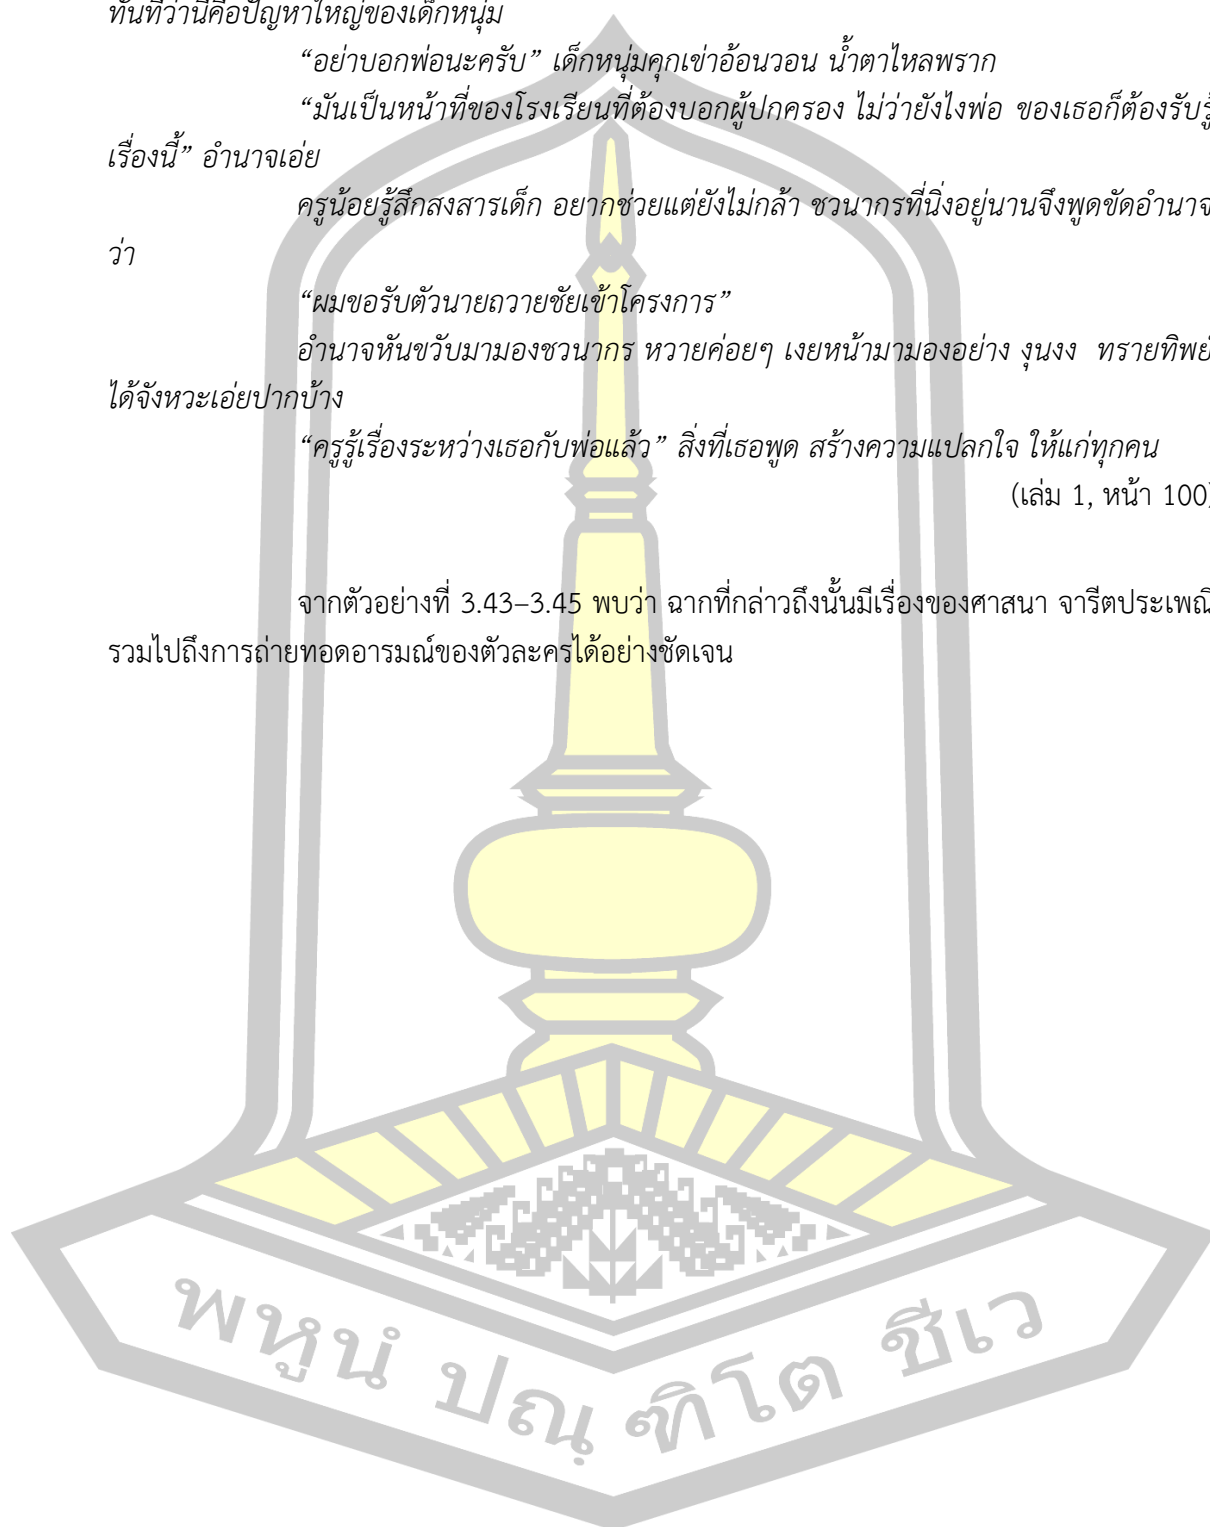 ทันทีว่านี่คือปัญหาใหญ่ของเด็กหนุ่ม
“อย่าบอกพ่อนะครับ” เด็กหนุ่มคุกเข่าอ้อนวอน น้ำตาไหลพราก
“มันเป็นหน้าที่ของโรงเรียนที่ต้องบอกผู้ปกครอง ไม่ว่ายังไงพ่อ ของเธอก็ต้องรับรู้
เรื่องนี้” อำนาจเอ่ย
ครูน้อยรู้สึกสงสารเด็ก อยากช่วยแต่ยังไม่กล้า ชวนากรที่นิ่งอยู่นานจึงพูดขัดอำนาจ
ว่า
“ผมขอรับตัวนายถวายชัยเข้าโครงการ”
อำนาจหันขวับมามองชวนากร หวายค่อยๆ เงยหน้ามามองอย่าง งุนงง ทรายทิพย์
ได้จังหวะเอ่ยปากบ้าง
“ครูรู้เรื่องระหว่างเธอกับพ่อแล้ว” สิ่งที่เธอพูด สร้างความแปลกใจ ให้แก่ทุกคน
(เล่ม 1, หน้า 100)
จากตัวอย่างที่ 3.43–3.45 พบว่า ฉากที่กล่าวถึงนั้นมีเรื่องของศาสนา จารีตประเพณี
รวมไปถึงการถ่ายทอดอารมณ์ของตัวละครได้อย่างชัดเจน
พหูนํ ปณฺฑิโต ชีเว